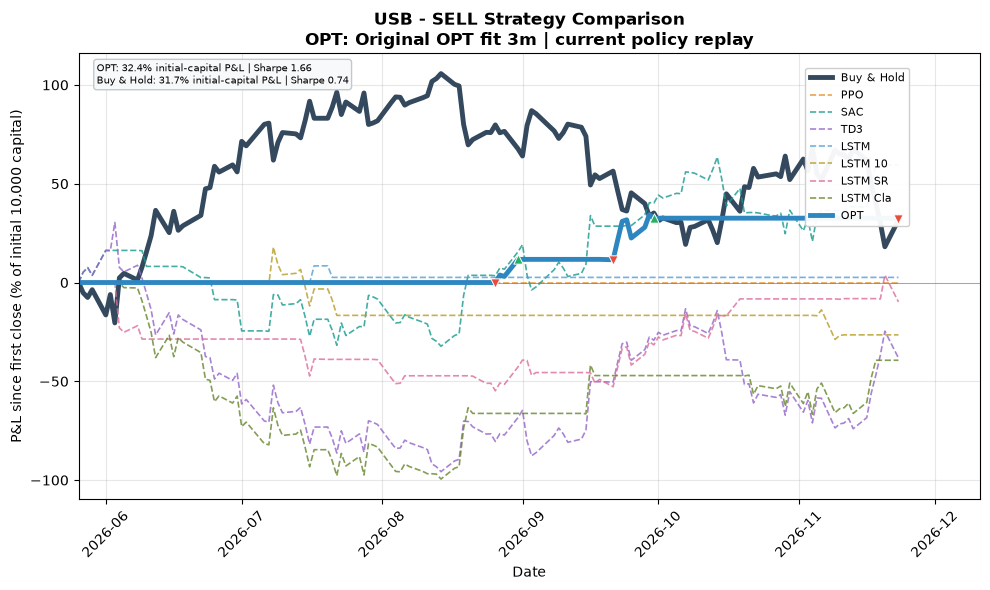 USB - SELL Strategy Comparison
OPT: Original OPT fit 3m | current policy replay
OPT: 32.4% initial-capital P&L | Sharpe 1.66
Buy & Hold: 31.7% initial-capital P&L | Sharpe 0.74
Buy & Hold
PPO
SAC
TD3
LSTM
LSTM 10
LSTM SR
LSTM Cla
OPT
P&L since first close (% of initial 10,000 capital)
100
50
0
−50
−100
2026-06
2026-07
2026-08
2026-09
2026-10
2026-11
2026-12
Date